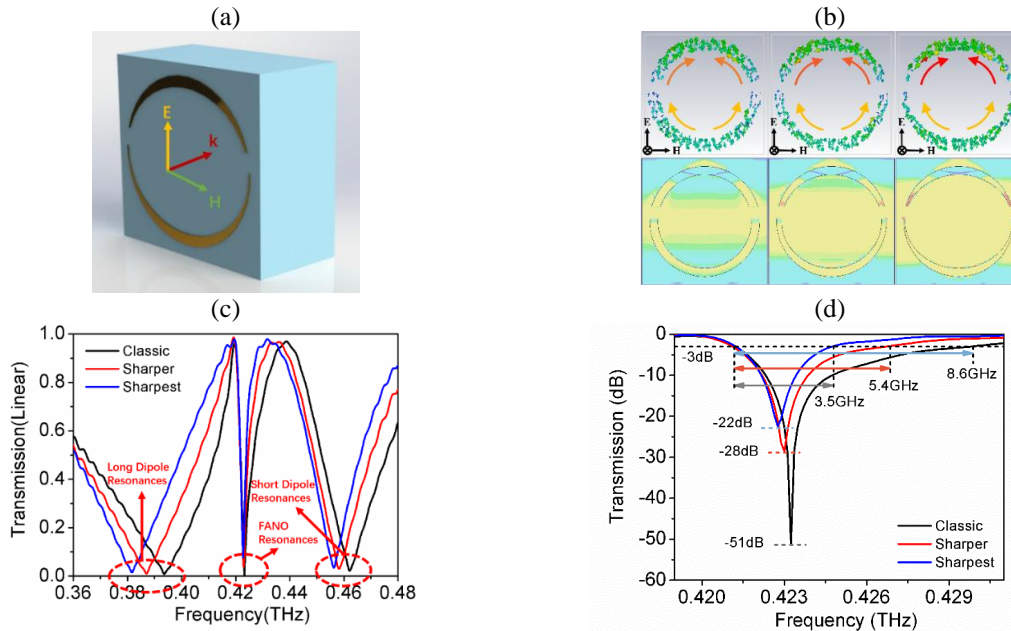 (a)
(b)
E
k
H
E
H
E
H
E
H
(c)
(d)
1.0
0.8
0.6
0.4
0.2
0.0
Transmission(Linear)
Classic
Sharper
Sharpest
Long Dipole
Resonances
Short Dipole
Resonances
FANO
Resonances
0.36 0.38 0.40 0.42 0.44 0.46 0.48
Frequency(THz)
0
-10
-20
-30
-40
-50
-60
Transmission (dB)
-3dB
8.6GHz
5.4GHz
3.5GHz
-22dB
-28dB
-51dB
Classic
Sharper
Sharpest
0.420 0.423 0.426 0.429
Frequency (THz)